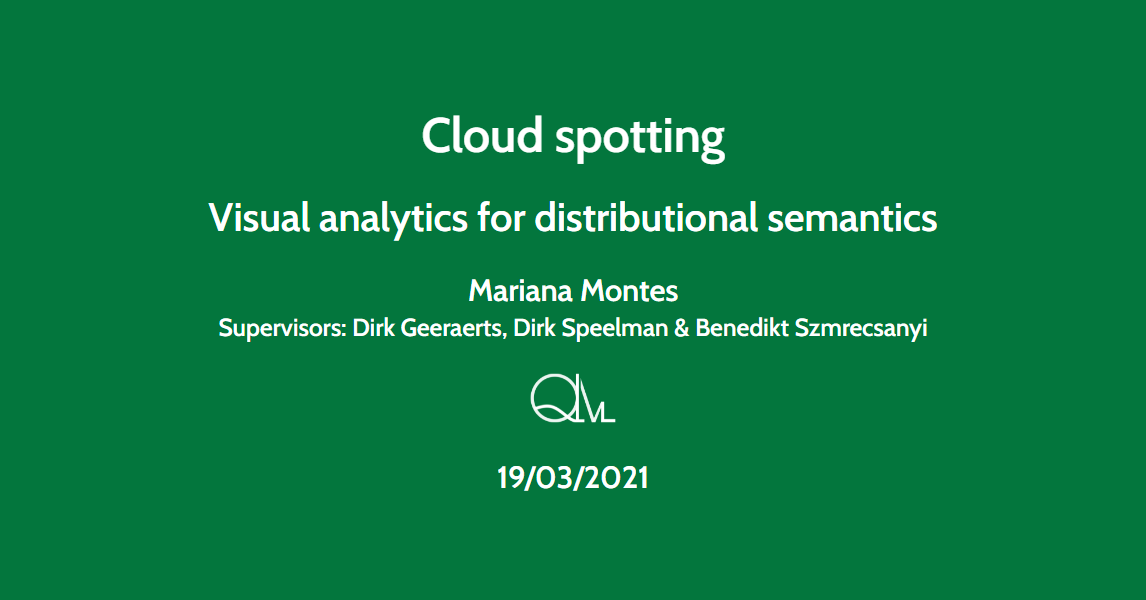 Cloud spotting
Visual analytics for distributional semantics
Mariana Montes
Supervisors: Dirk Geeraerts, Dirk Speelman & Benedikt Szmrecsanyi
QLVL
19/03/2021